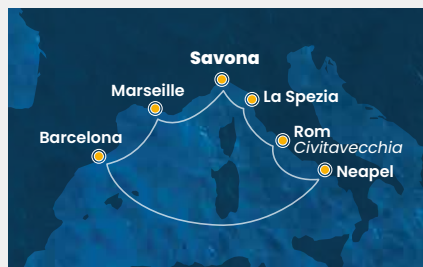 Savona
Marseille
La Spezia
Barcelona
Rom
Civitavecchia
Neapel